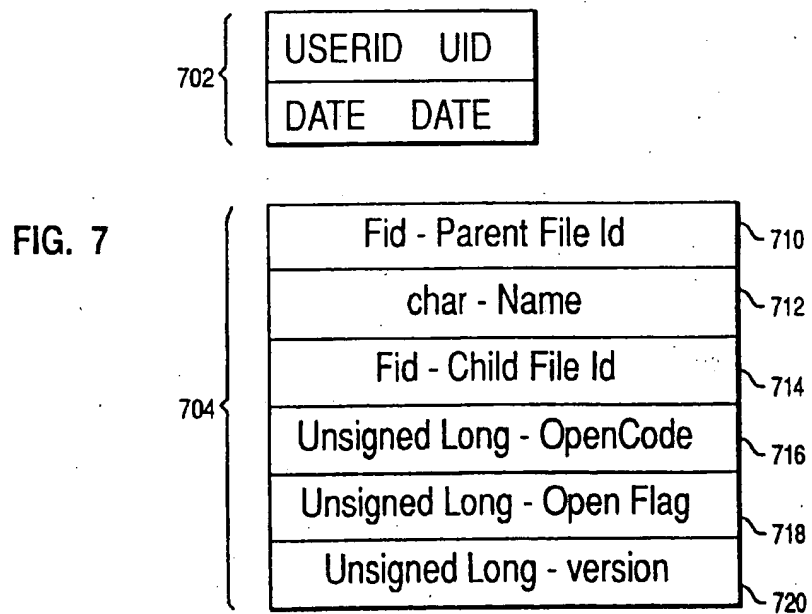 USERID UID
702
DATE DATE
FIG. 7
704
Fid - Parent File Id
710
char - Name
712
Fid - Child File Id
714
Unsigned Long - OpenCode
716
Unsigned Long - Open Flag
718
Unsigned Long - version
720